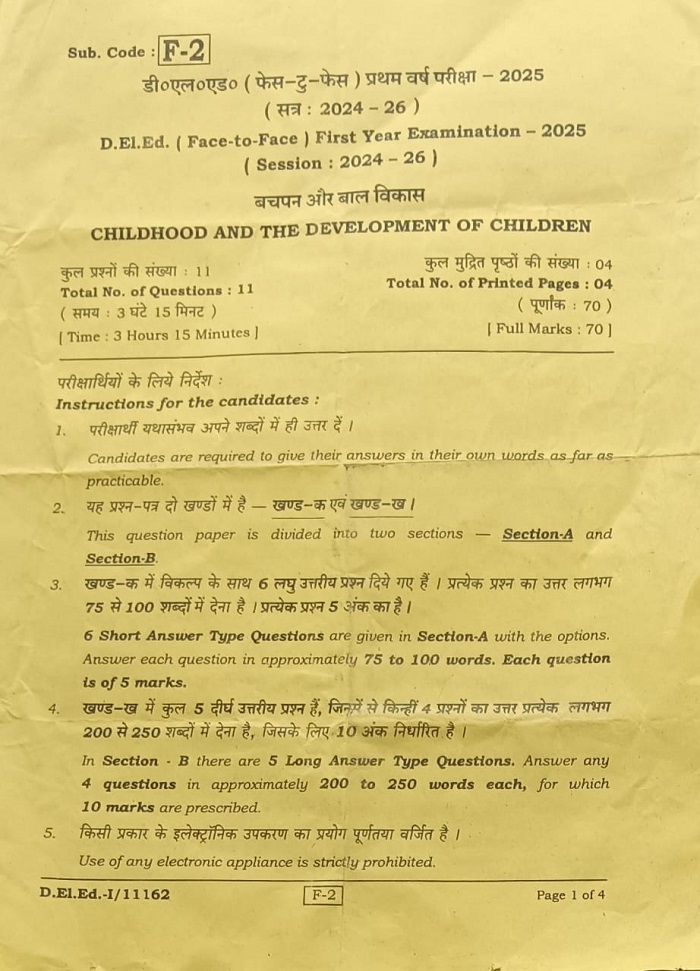 Sub. Code : F-2
डी०एल०एड० ( फेस-टु-फेस ) प्रथम वर्ष परीक्षा – 2025
( सत्र : 2024 – 26 )
D.El.Ed. ( Face-to-Face ) First Year Examination – 2025
( Session : 2024 – 26 )
बचपन और बाल विकास
CHILDHOOD AND THE DEVELOPMENT OF CHILDREN
कुल प्रश्नों की संख्या : 11
Total No. of Questions : 11
( समय : 3 घंटे 15 मिनट )
[ Time : 3 Hours 15 Minutes ]
कुल मुद्रित पृष्ठों की संख्या : 04
Total No. of Printed Pages : 04
( पूर्णांक : 70 )
[ Full Marks : 70 ]
परीक्षार्थियों के लिये निर्देश :
Instructions for the candidates :
1. परीक्षार्थी यथासंभव अपने शब्दों में ही उत्तर दें ।
Candidates are required to give their answers in their own words as far as
practicable.
2. यह प्रश्न-पत्र दो खण्डों में है — खण्ड-क एवं खण्ड-ख ।
This question paper is divided into two sections — Section-A and
Section-B.
3. खण्ड-क में विकल्प के साथ 6 लघु उत्तरीय प्रश्न दिये गए हैं । प्रत्येक प्रश्न का उत्तर लगभग
75 से 100 शब्दों में देना है । प्रत्येक प्रश्न 5 अंक का है ।
6 Short Answer Type Questions are given in Section-A with the options.
Answer each question in approximately 75 to 100 words. Each question
is of 5 marks.
4. खण्ड-ख में कुल 5 दीर्घ उत्तरीय प्रश्न हैं, जिनमें से किन्हीं 4 प्रश्नों का उत्तर प्रत्येक लगभग
200 से 250 शब्दों में देना है, जिसके लिए 10 अंक निर्धारित है ।
In Section - B there are 5 Long Answer Type Questions. Answer any
4 questions in approximately 200 to 250 words each, for which
10 marks are prescribed.
5. किसी प्रकार के इलेक्ट्रॉनिक उपकरण का प्रयोग पूर्णतया वर्जित है ।
Use of any electronic appliance is strictly prohibited.
D.El.Ed.-I/11162 F-2 Page 1 of 4